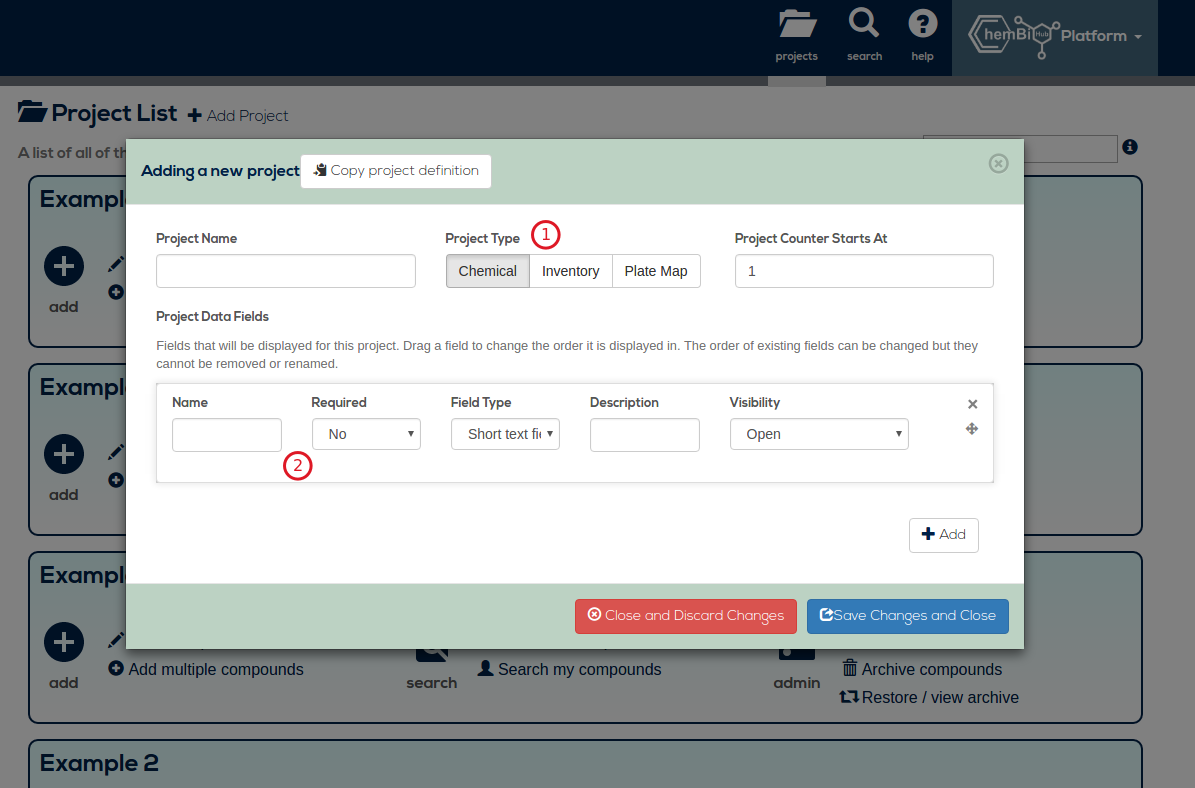 projects
search
help
ChemBiHub Platform
Project List
Add Project
A list of all of th
Adding a new project
Copy project definition
Project Name
Project Type
1
Project Counter Starts At
Chemical
Inventory
Plate Map
1
Project Data Fields
Fields that will be displayed for this project. Drag a field to change the order it is displayed in. The order of existing fields can be changed but they
cannot be removed or renamed.
Name
Required
Field Type
Description
Visibility
No
Short text fi
Open
2
Add
Close and Discard Changes
Save Changes and Close
Exampl
add
Exampl
add
Exampl
add
Add multiple compounds
search
Search my compounds
admin
Archive compounds
Restore / view archive
Example 2